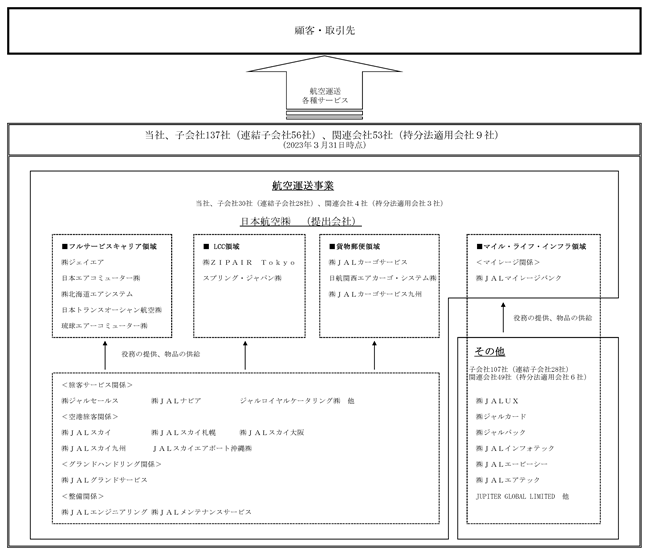 顧客・取引先
航空運送
各種サービス
当社、子会社137社（連結子会社56社）、関連会社53社（持分法適用会社９社）
(2023年３月31日時点)
航空運送事業
当社、子会社30社（連結子会社28社）、関連会社４社（持分法適用会社３社）
日本航空㈱　（提出会社）
■フルサービスキャリア領域
㈱ジェイエア
日本エアコミューター㈱
㈱北海道エアシステム
日本トランスオーシャン航空㈱
琉球エアーコミューター㈱
■ LCC領域
㈱ＺＩＰＡＩＲ　Ｔｏｋｙｏ
スプリング・ジャパン㈱
■貨物郵便領域
㈱ＪＡＬカーゴサービス
日航関西エアカーゴ・システム㈱
㈱ＪＡＬカーゴサービス九州
■マイル・ライフ・インフラ領域
＜マイレージ関係＞
㈱ＪＡＬマイレージバンク
役務の提供、物品の供給
役務の提供、物品の供給
＜旅客サービス関係＞
㈱ジャルセールス　㈱ＪＡＬナビア　ジャルロイヤルケータリング㈱　他
＜空港旅客関係＞
㈱ＪＡＬスカイ　㈱ＪＡＬスカイ札幌　㈱ＪＡＬスカイ大阪
㈱ＪＡＬスカイ九州　ＪＡＬスカイエアポート沖縄㈱
＜グランドハンドリング関係＞
㈱ＪＡＬグランドサービス
＜整備関係＞
㈱ＪＡＬエンジニアリング ㈱ＪＡＬメンテナンスサービス
その他
子会社107社（連結子会社28社）
関連会社49社（持分法適用会社６社）
㈱ＪＡＬＵＸ
㈱ジャルカード
㈱ジャルパック
㈱ＪＡＬインフォテック
㈱ＪＡＬエービーシー
㈱ＪＡＬエアテック
JUPITER GLOBAL LIMITED　他